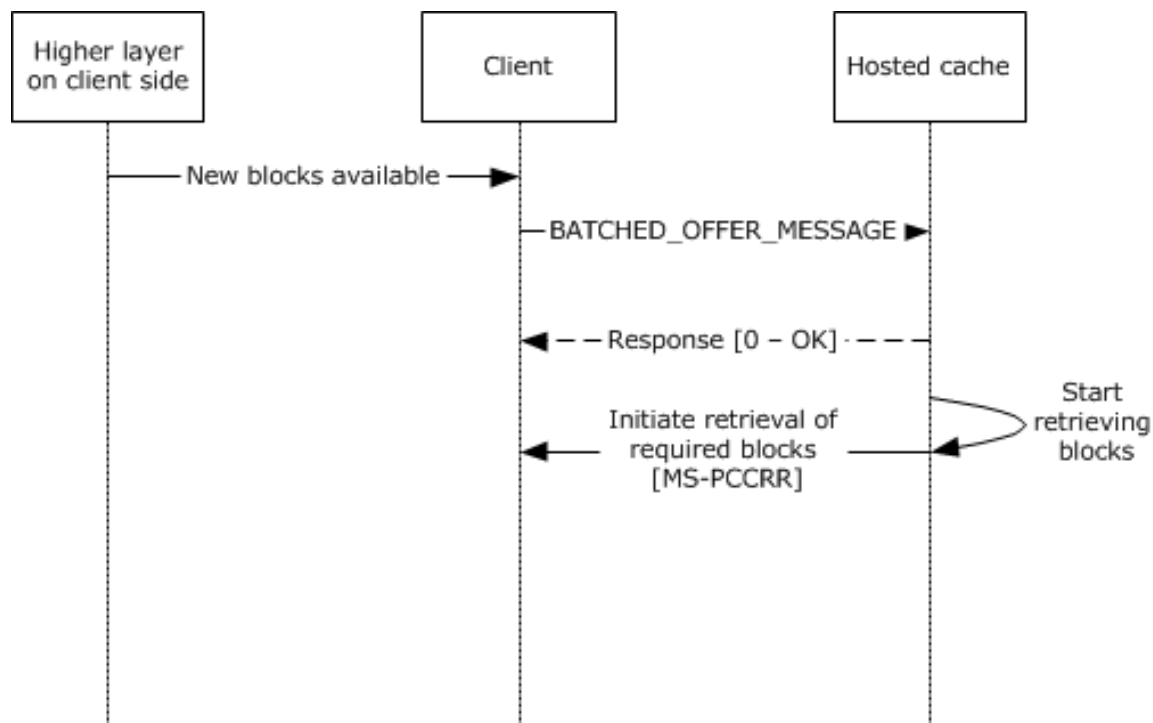 Higher layer
on client side
Client
Hosted cache
New blocks available
BATCHED_OFFER_MESSAGE
Response [0 – OK]
Start
retrieving
blocks
Initiate retrieval of
required blocks
[MS-PCCRR]